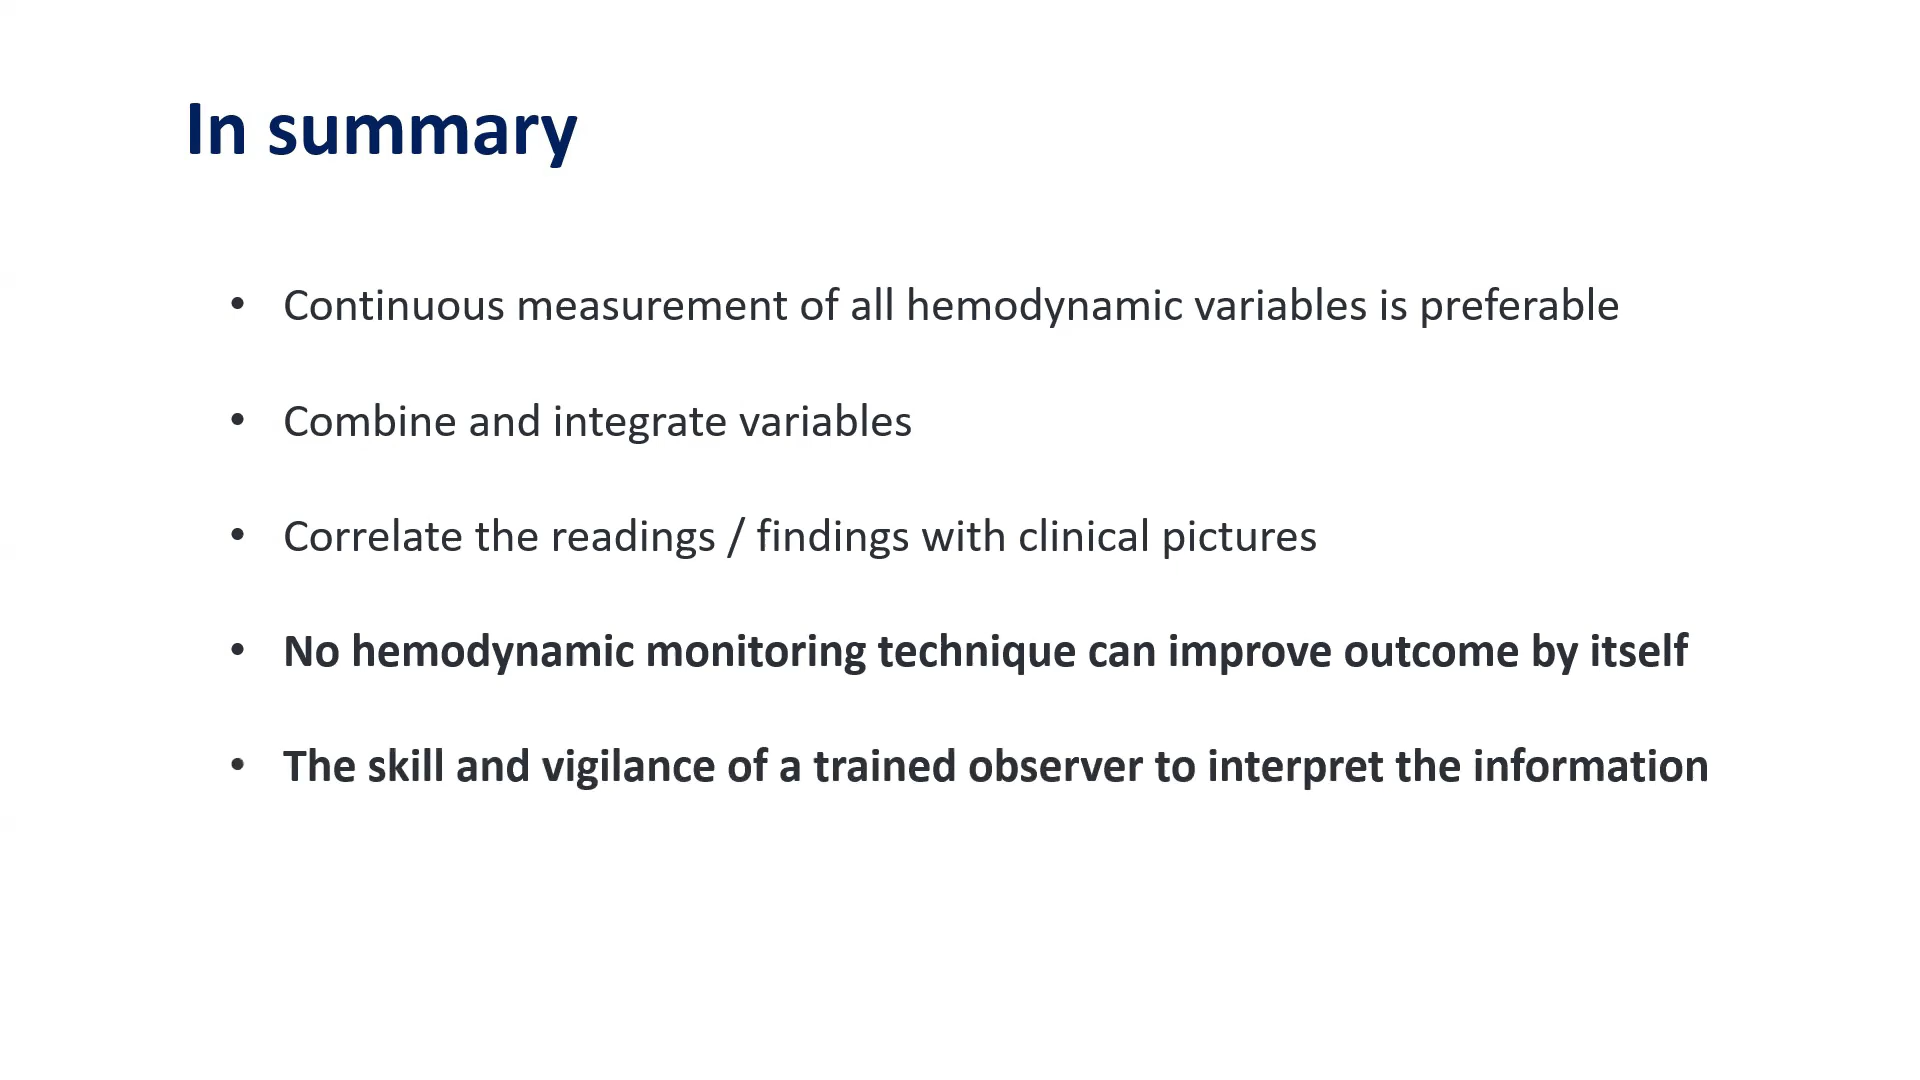 In summary
• Continuous measurement of all hemodynamic variables is preferable
• Combine and integrate variables
• Correlate the readings / findings with clinical pictures
• No hemodynamic monitoring technique can improve outcome by itself
• The skill and vigilance of a trained observer to interpret the information